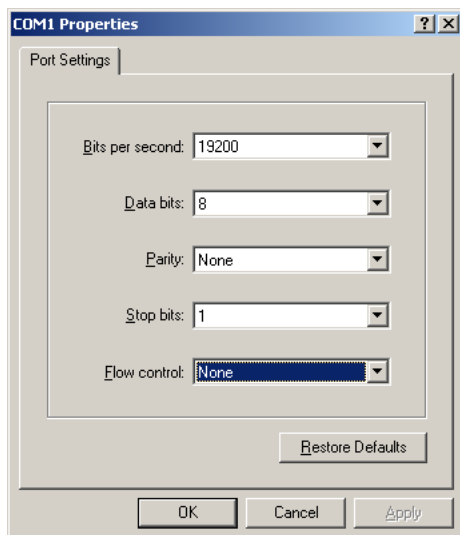 COM1 Properties
Port Settings
Bits per second: 19200
Data bits: 8
Parity: None
Stop bits: 1
Flow control: None
Restore Defaults
OK Cancel Apply